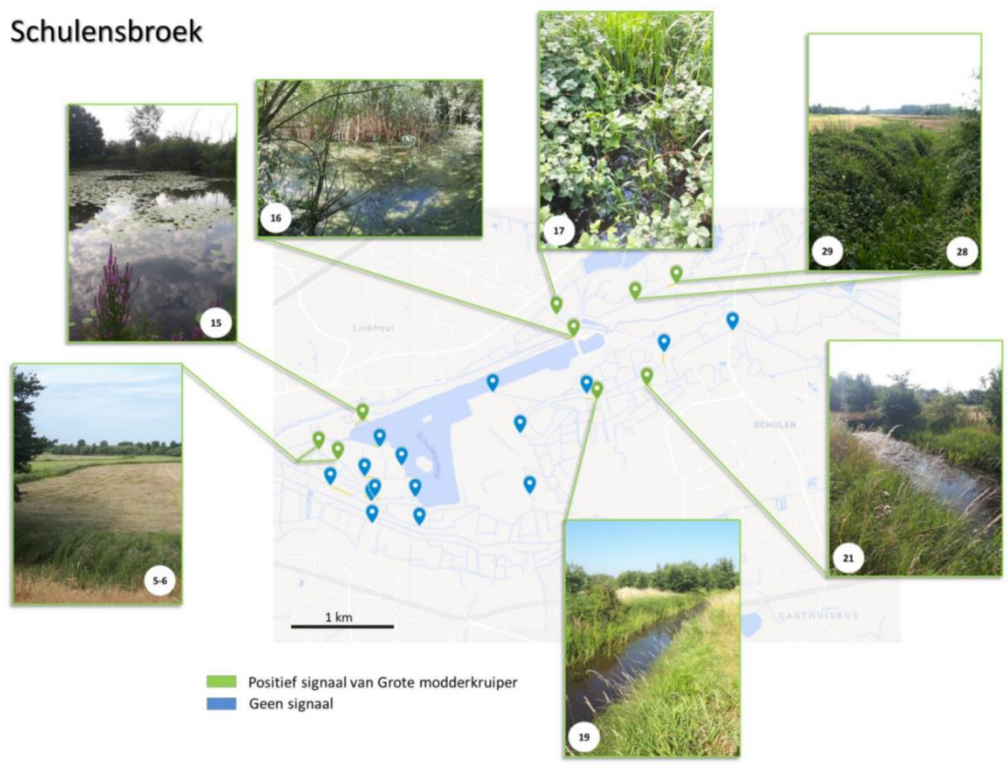 Schulensbroek
16
17
29
28
15
Linkhout
SCHULEN
Schulensmeer
5-6
21
1 km
GASTHUISBOS
Positief signaal van Grote modderkruiper
Geen signaal
19